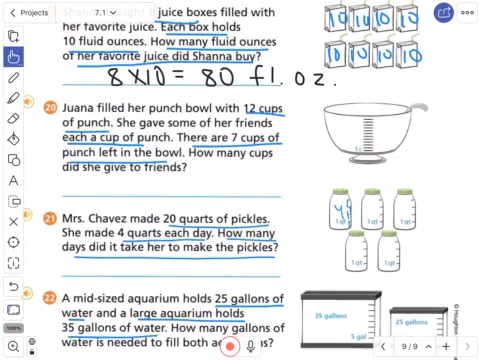 Projects
7.1
juice boxes filled with
her favorite juice. Each box holds
10 fluid ounces. How many fluid ounces
of her favorite juice did Shanna buy?
10 10 10 10
10 10 10 10
8 x 10 = 80 fl. oz.
20 Juana filled her punch bowl with 12 cups
of punch. She gave some of her friends
each a cup of punch. There are 7 cups of
punch left in the bowl. How many cups
did she give to friends?
1c
21 Mrs. Chavez made 20 quarts of pickles.
She made 4 quarts each day. How many
days did it take her to make the pickles?
1 qt 1 qt 1 qt
1 qt 1 qt
22 A mid-sized aquarium holds 25 gallons of
water and a large aquarium holds
35 gallons of water. How many gallons of
water is needed to fill both
35 gallons
5 gal
25 gallons
© Houghton
100%
9 / 9